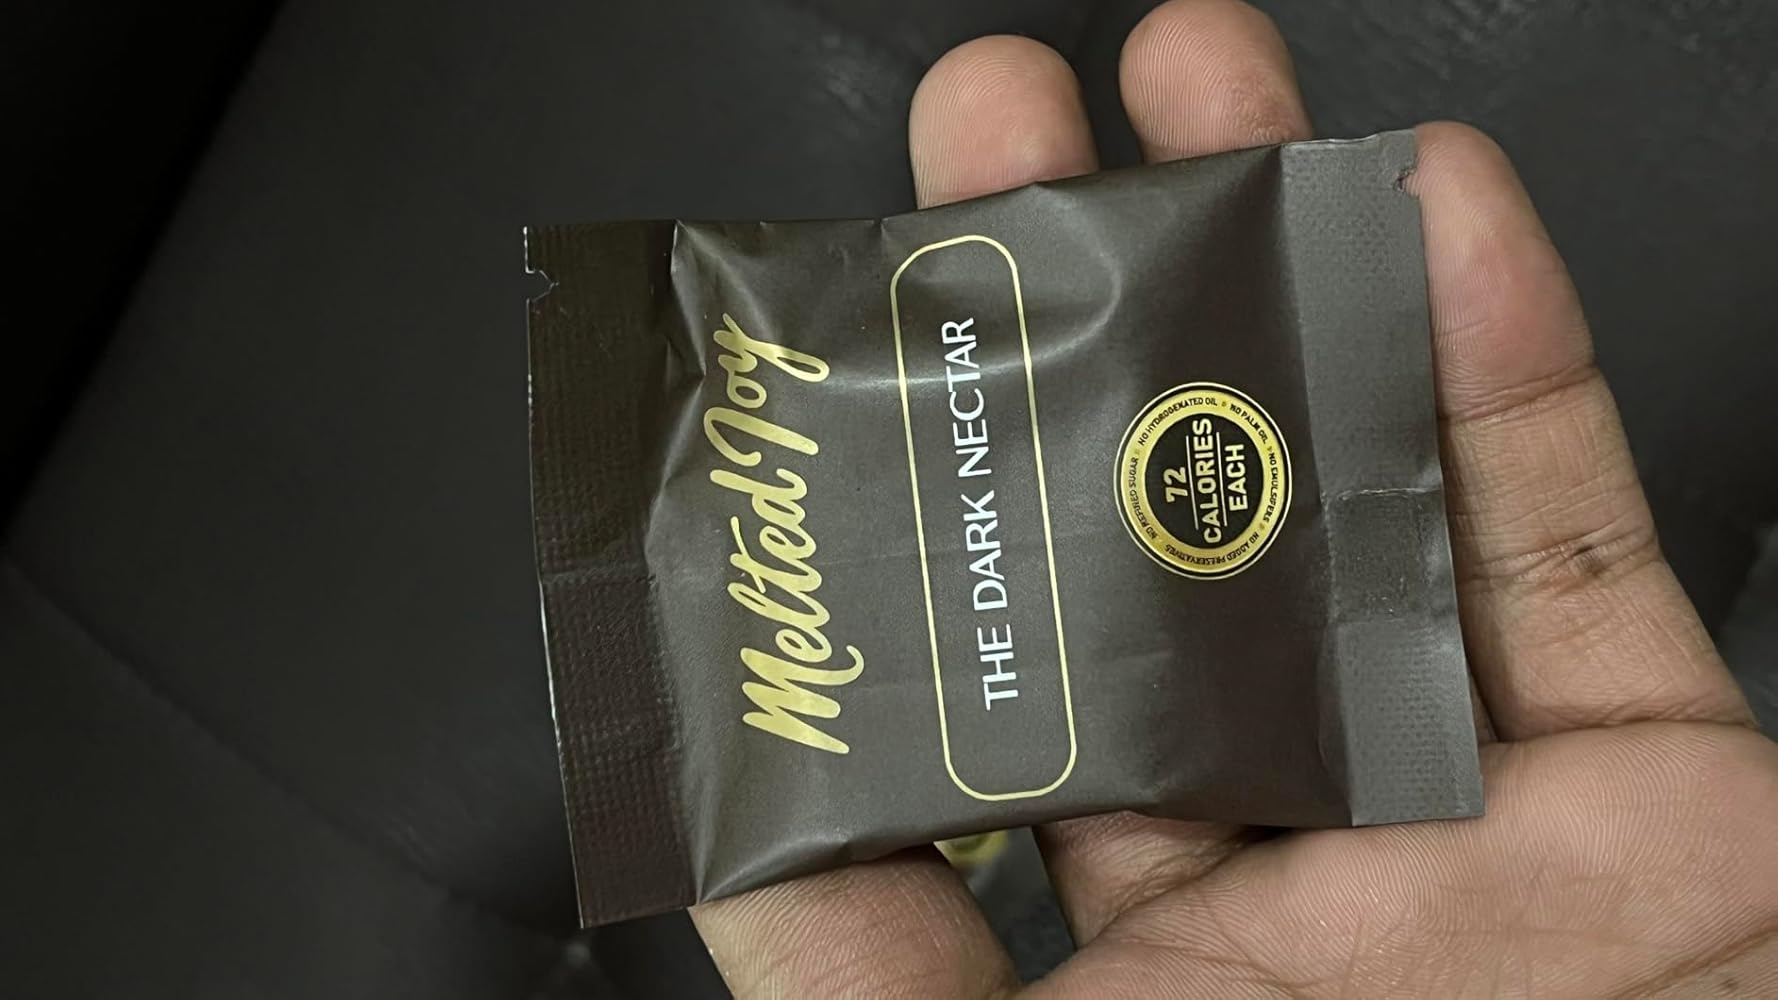 Melted Joy
THE DARK NECTAR
72
CALORIES
EACH
NO REFINED SUGAR NO HYDROGENATED OIL NO PALM OIL NO EMULSIFIERS NO ADDED PRESERVATIVES